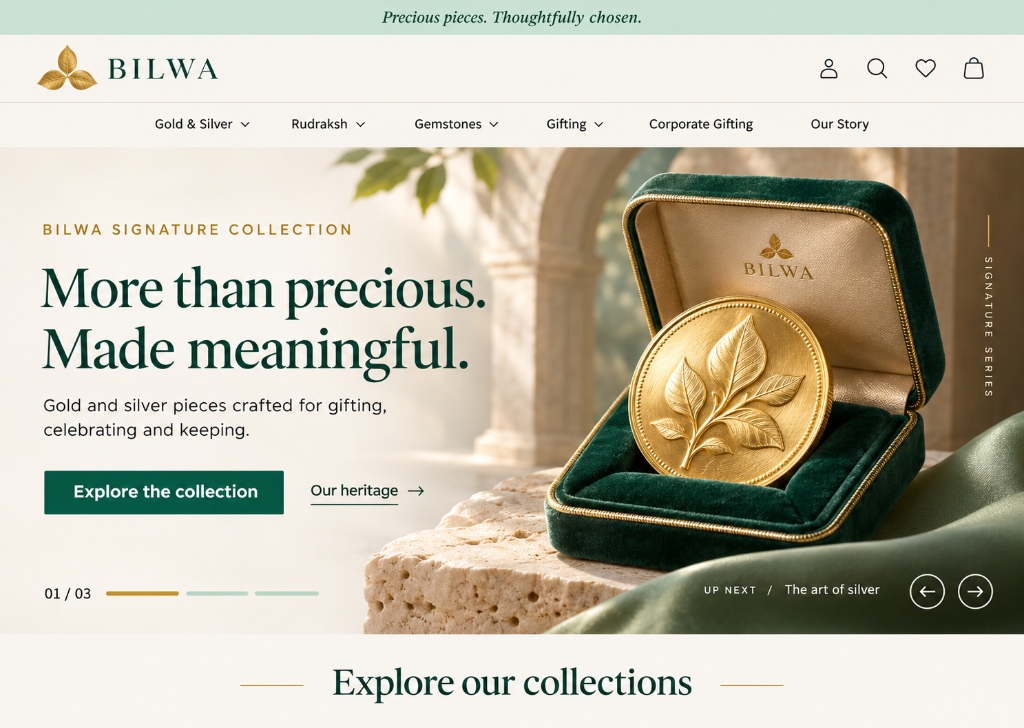 Precious pieces. Thoughtfully chosen.
BILWA
Gold & Silver
Rudraksh
Gemstones
Gifting
Corporate Gifting
Our Story
BILWA SIGNATURE COLLECTION
More than precious.
Made meaningful.
Gold and silver pieces crafted for gifting,
celebrating and keeping.
Explore the collection
Our heritage →
01 / 03
BILWA
SIGNATURE SERIES
UP NEXT / The art of silver
Explore our collections